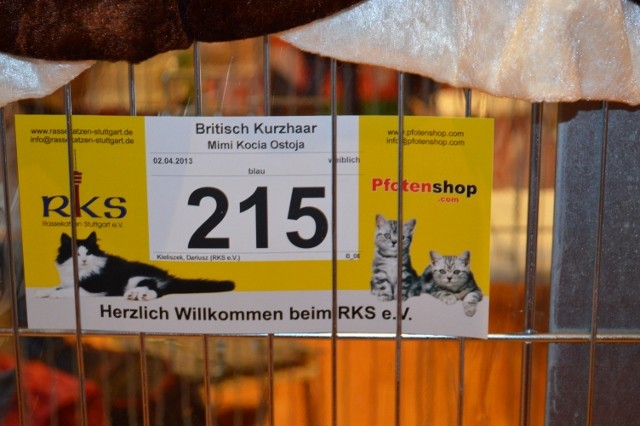 www.rassekatzen-stuttgart.de
info@rassekatzen-stuttgart.de
RKS
Rassekatzen Stuttgart e.V.
Britisch Kurzhaar
Mimi Kocia Ostoja
02.04.2013 weiblich
blau
215
Kieliszek, Dariusz (RKS e.V.)
www.pfotenshop.com
info@pfotenshop.com
Pfotenshop
.com
Herzlich Willkommen beim RKS e.V.